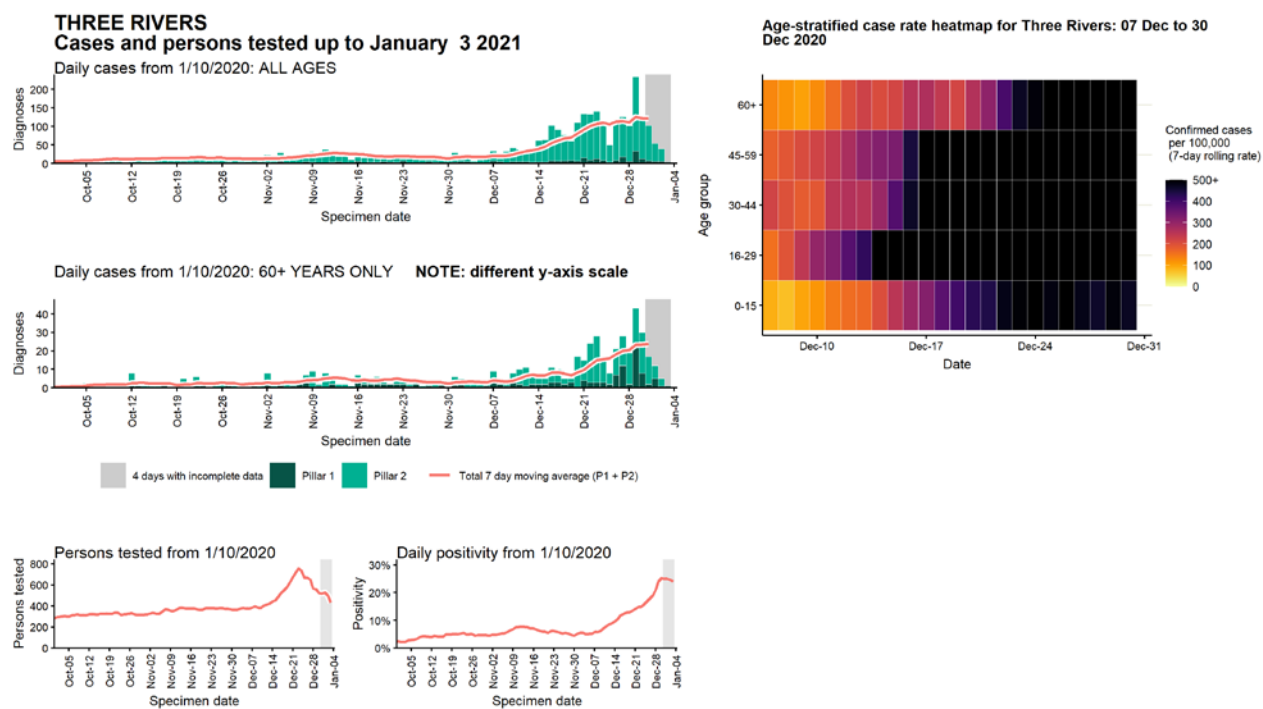 THREE RIVERS
Cases and persons tested up to January 3 2021
Daily cases from 1/10/2020: ALL AGES
Diagnoses
200
150
100
50
0
Oct-05
Oct-12
Oct-19
Oct-26
Nov-02
Nov-09
Nov-16
Nov-23
Nov-30
Dec-07
Dec-14
Dec-21
Dec-28
Jan-04
Specimen date
Daily cases from 1/10/2020: 60+ YEARS ONLY NOTE: different y-axis scale
Diagnoses
40
30
20
10
0
Oct-05
Oct-12
Oct-19
Oct-26
Nov-02
Nov-09
Nov-16
Nov-23
Nov-30
Dec-07
Dec-14
Dec-21
Dec-28
Jan-04
Specimen date
4 days with incomplete data
Pillar 1
Pillar 2
Total 7 day moving average (P1 + P2)
Persons tested from 1/10/2020
Persons tested
800
600
400
200
0
Oct-05
Oct-12
Oct-19
Oct-26
Nov-02
Nov-09
Nov-16
Nov-23
Nov-30
Dec-07
Dec-14
Dec-21
Dec-28
Jan-04
Specimen date
Daily positivity from 1/10/2020
Positivity
30%
20%
10%
0%
Oct-05
Oct-12
Oct-19
Oct-26
Nov-02
Nov-09
Nov-16
Nov-23
Nov-30
Dec-07
Dec-14
Dec-21
Dec-28
Jan-04
Specimen date
Age-stratified case rate heatmap for Three Rivers: 07 Dec to 30
Dec 2020
Age group
60+
45-59
30-44
16-29
0-15
Dec-10
Dec-17
Dec-24
Dec-31
Date
Confirmed cases
per 100,000
(7-day rolling rate)
500+
400
300
200
100
0